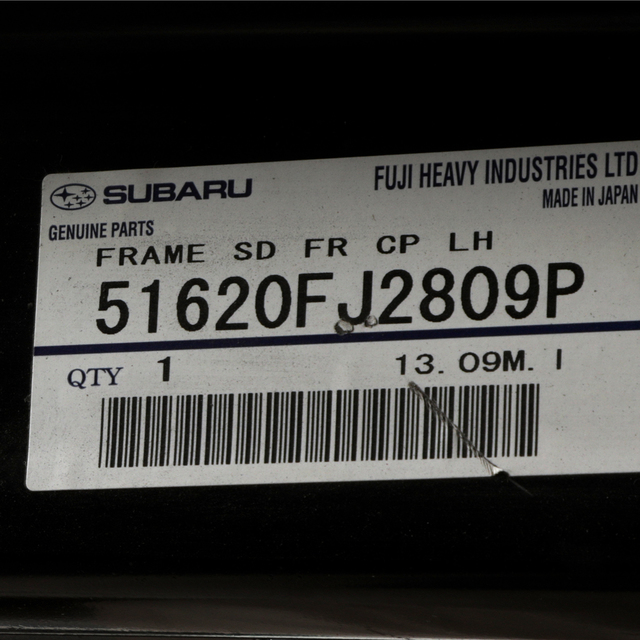 SUBARU
FUJI HEAVY INDUSTRIES LTD
MADE IN JAPAN
GENUINE PARTS
FRAME SD FR CP LH
51620FJ2809P
QTY 1 13. 09M. I